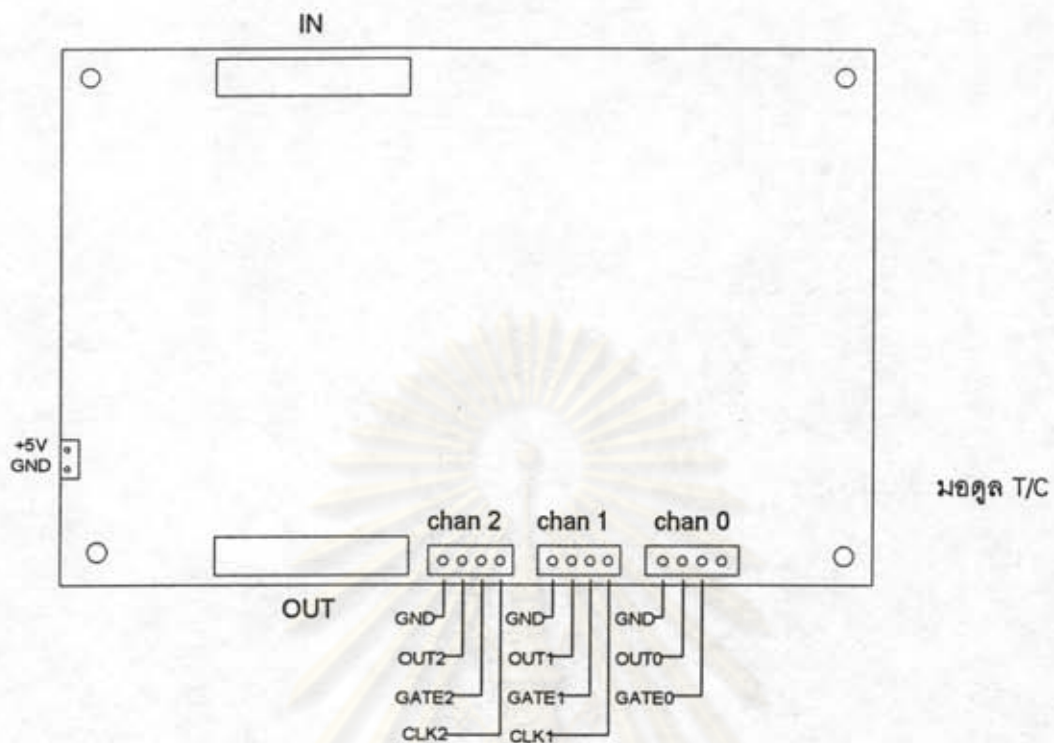 IN
+5V
GND
มอดูล T/C
chan 2 chan 1 chan 0
OUT
GND GND GND
OUT2 OUT1 OUT0
GATE2 GATE1 GATE0
CLK2 CLK1